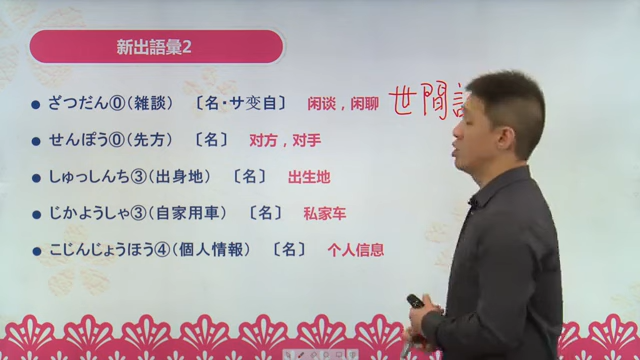 新出語彙2
● ざつだん⓪(雑談) 〔名・サ変自〕 闲谈，闲聊 世間
● せんぽう⓪(先方) 〔名〕 对方，对手
● しゅっしんち③(出身地) 〔名〕 出生地
● じかようしゃ③(自家用車) 〔名〕 私家车
● こじんじょうほう④(個人情報) 〔名〕 个人信息